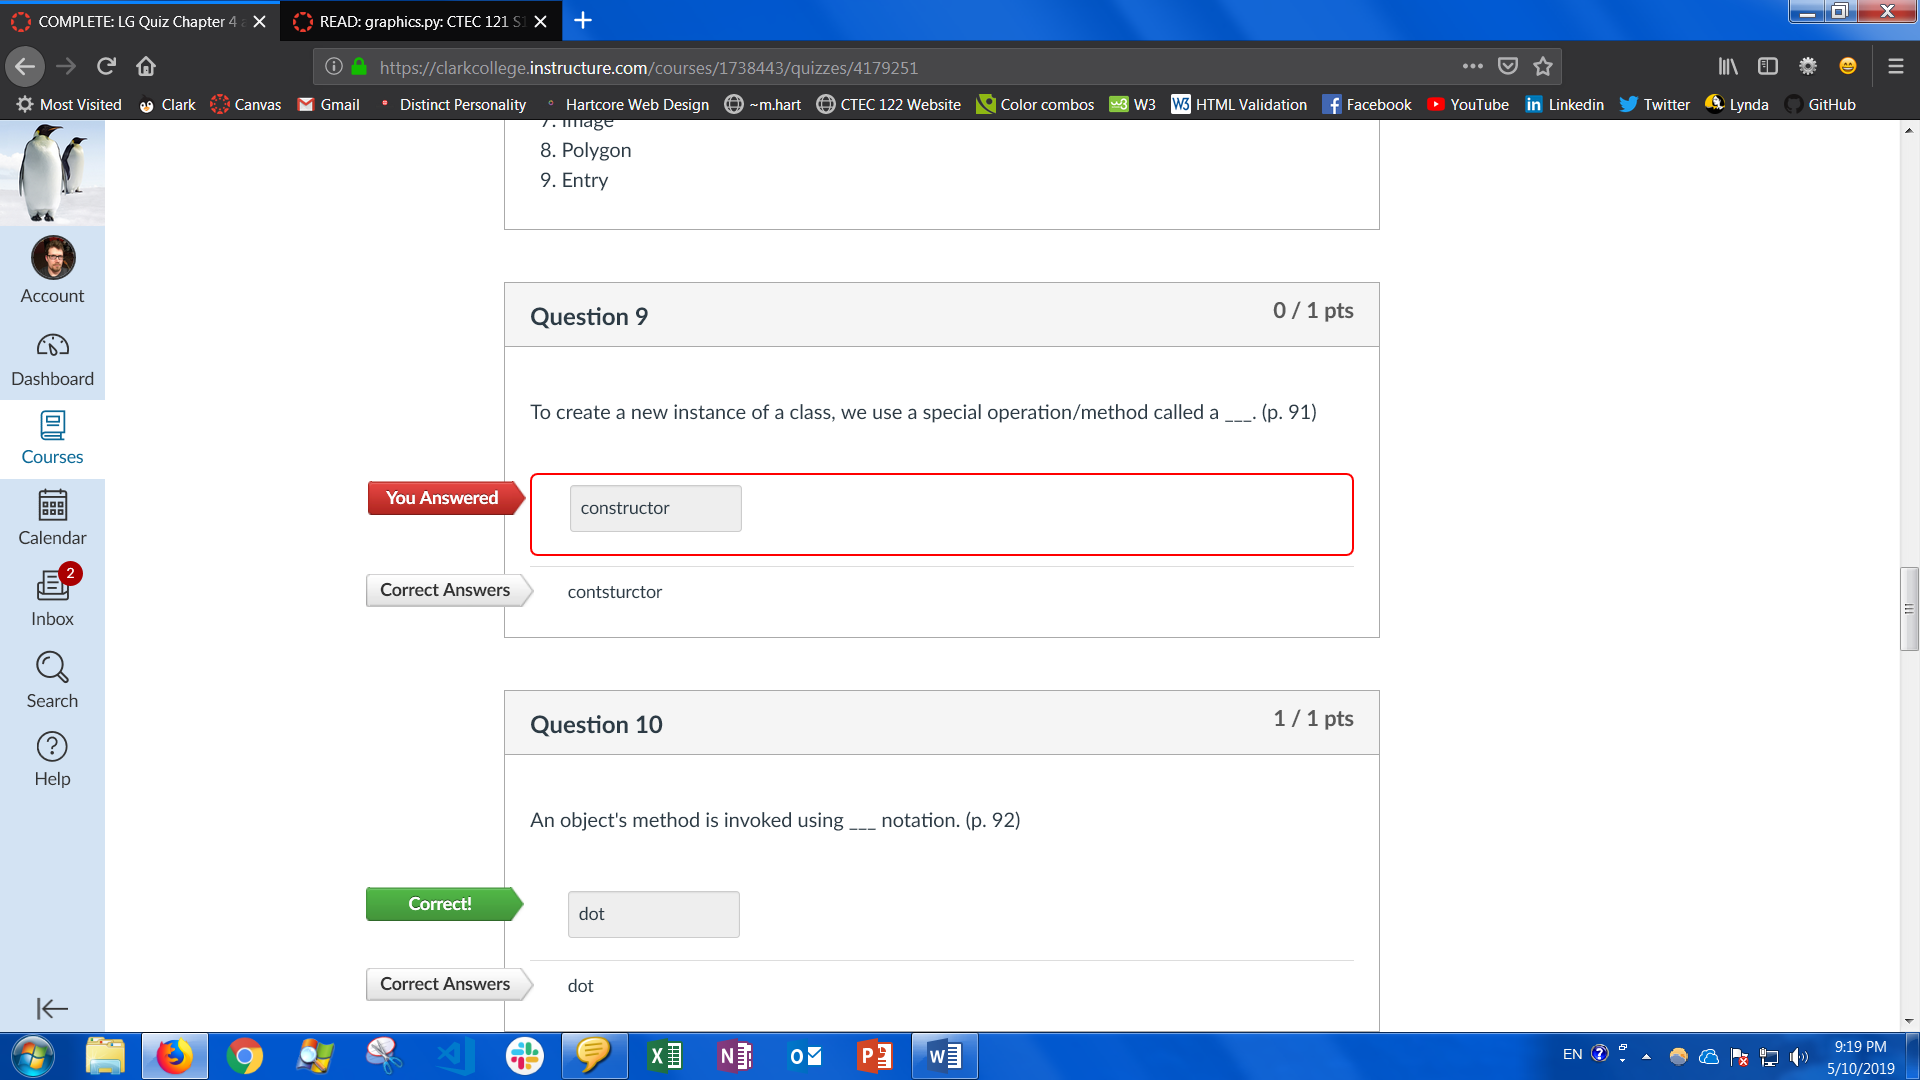 COMPLETE: LG Quiz Chapter 4 a
READ: graphics.py: CTEC 121 S1
https://clarkcollege.instructure.com/courses/1738443/quizzes/4179251
Most Visited Clark Canvas Gmail Distinct Personality Hartcore Web Design ~m.hart CTEC 122 Website Color combos W3 HTML Validation Facebook YouTube Linkedin Twitter Lynda GitHub
7. Image
8. Polygon
9. Entry
Account
Dashboard
Courses
Calendar
2
Inbox
Search
Help
Question 9
0 / 1 pts
To create a new instance of a class, we use a special operation/method called a ___. (p. 91)
You Answered
constructor
Correct Answers
contsturctor
Question 10
1 / 1 pts
An object's method is invoked using ___ notation. (p. 92)
Correct!
dot
Correct Answers
dot
EN
9:19 PM
5/10/2019